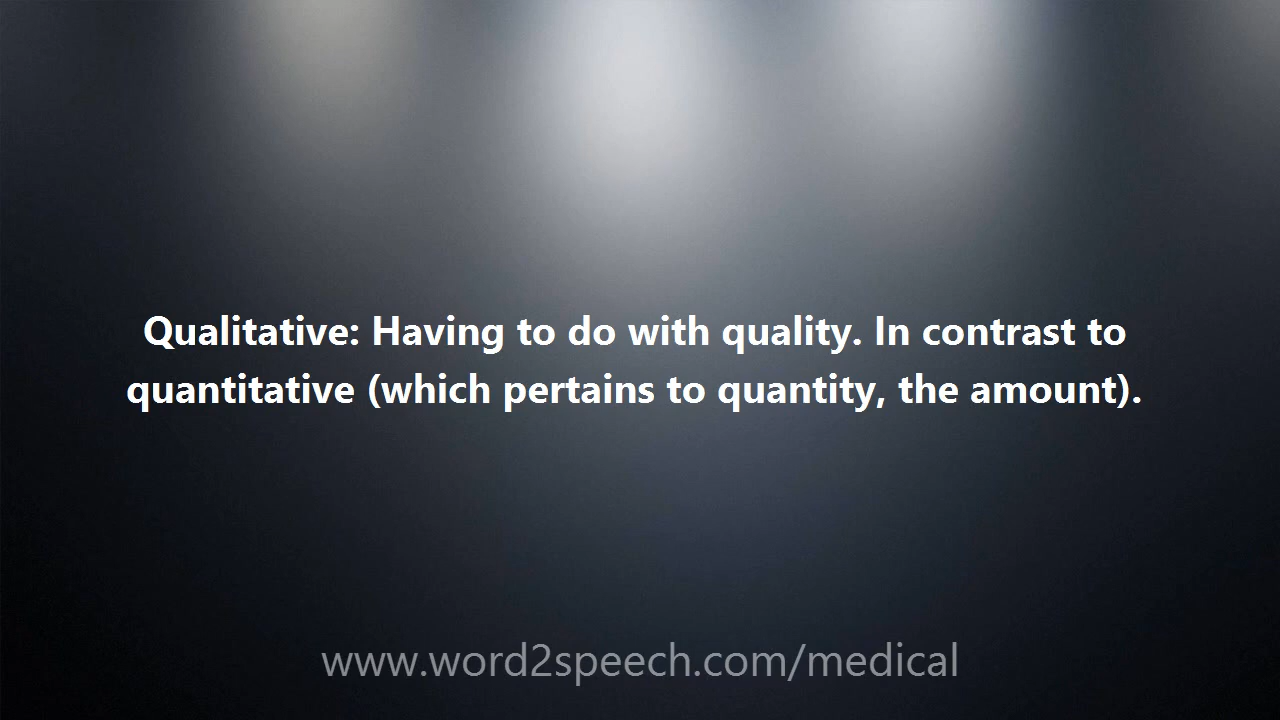 Qualitative: Having to do with quality. In contrast to
quantitative (which pertains to quantity, the amount).
www.word2speech.com/medical